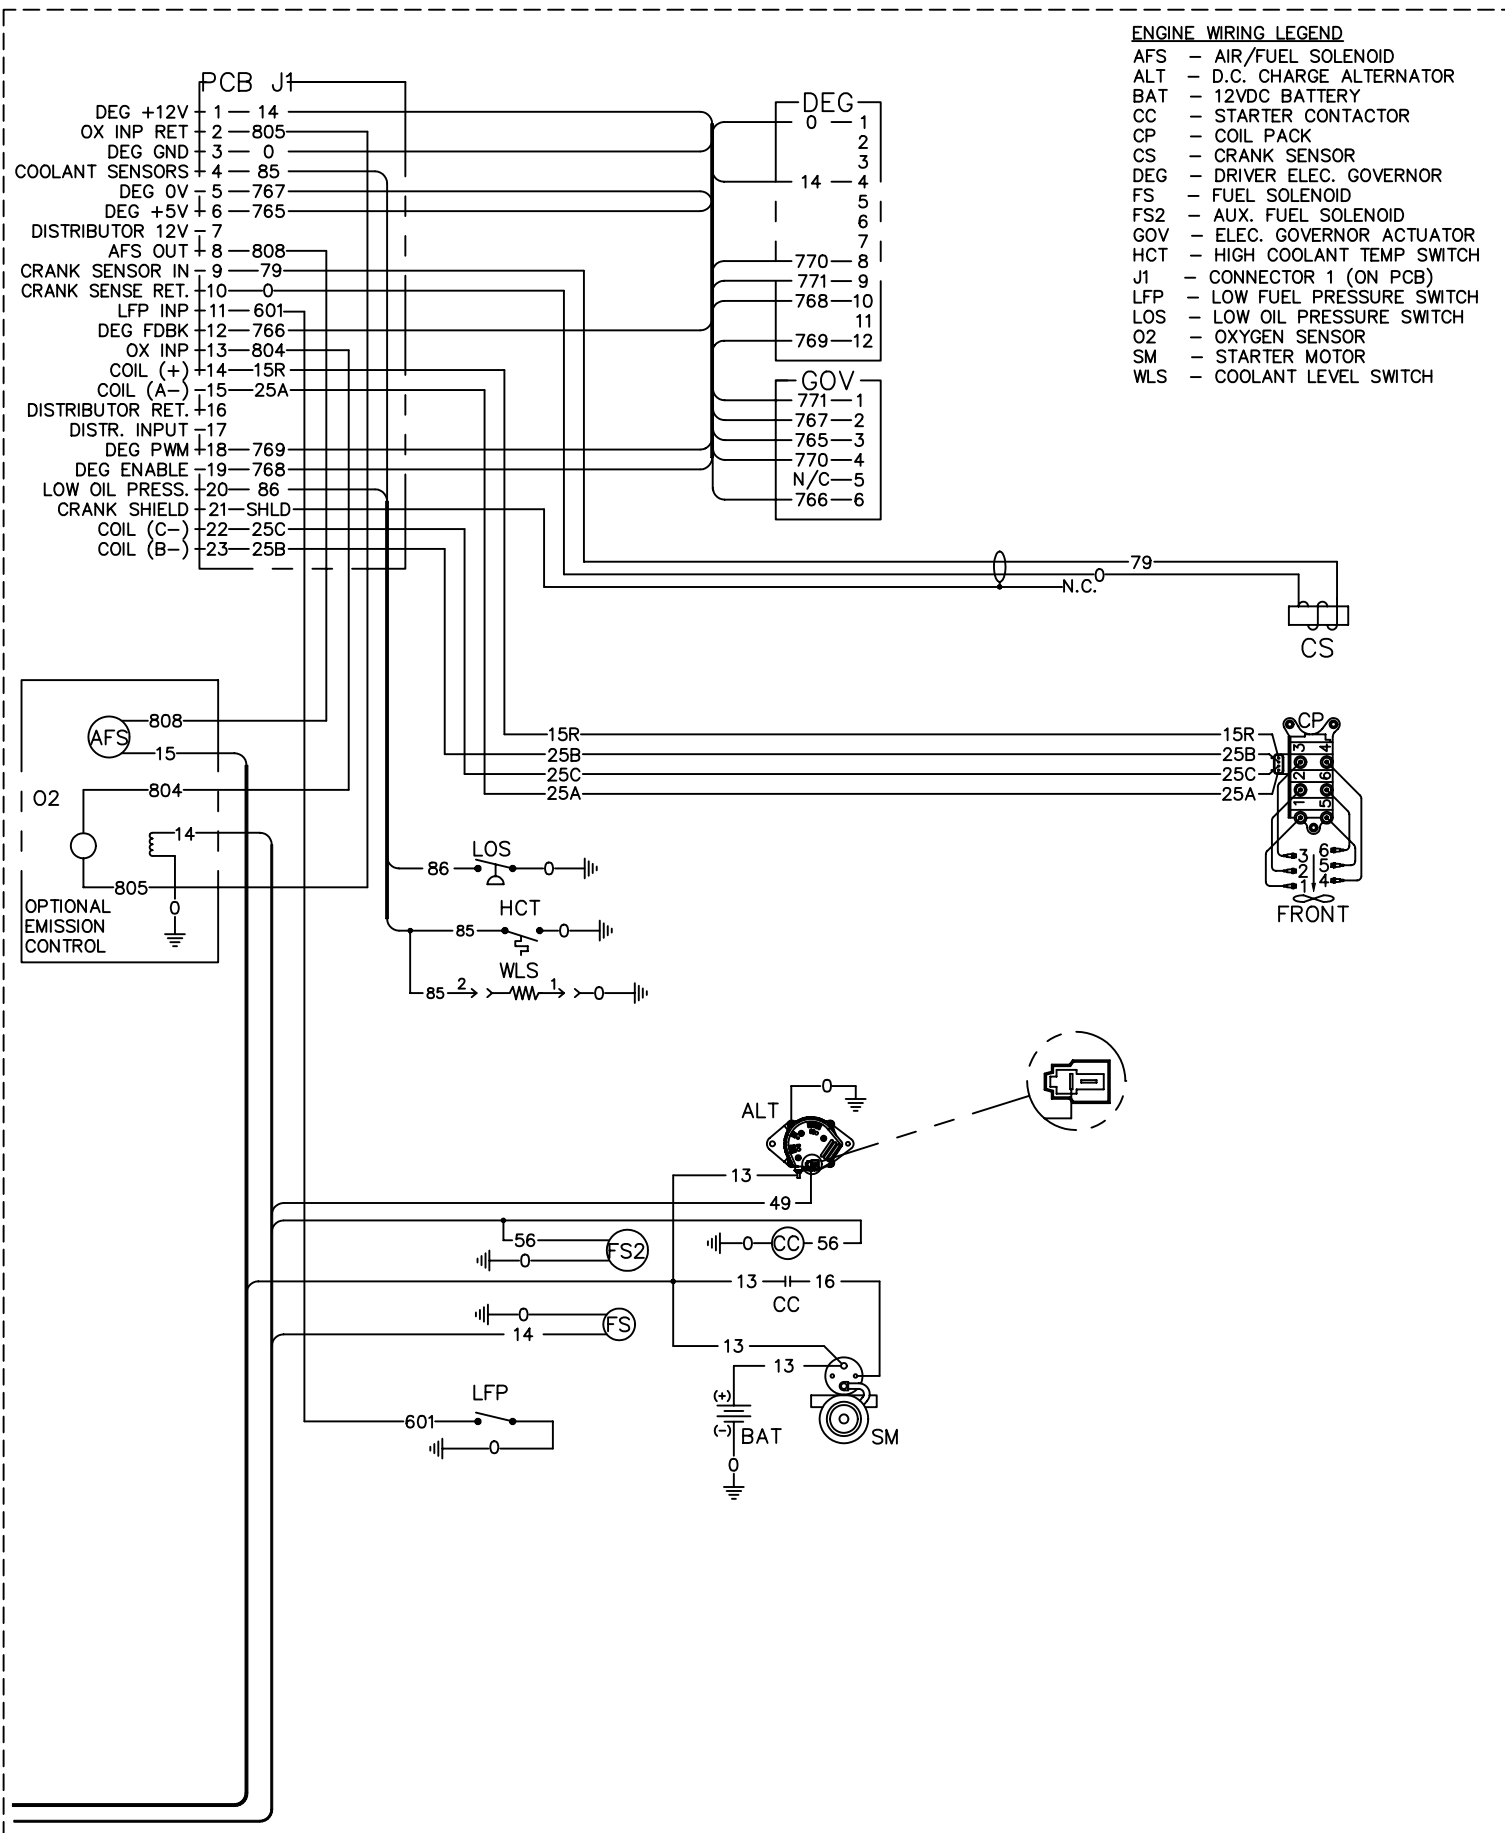 ENGINE WIRING LEGEND
AFS – AIR/FUEL SOLENOID
ALT – D.C. CHARGE ALTERNATOR
BAT – 12VDC BATTERY
CC – STARTER CONTACTOR
CP – COIL PACK
CS – CRANK SENSOR
DEG – DRIVER ELEC. GOVERNOR
FS – FUEL SOLENOID
FS2 – AUX. FUEL SOLENOID
GOV – ELEC. GOVERNOR ACTUATOR
HCT – HIGH COOLANT TEMP SWITCH
J1 – CONNECTOR 1 (ON PCB)
LFP – LOW FUEL PRESSURE SWITCH
LOS – LOW OIL PRESSURE SWITCH
O2 – OXYGEN SENSOR
SM – STARTER MOTOR
WLS – COOLANT LEVEL SWITCH
PCB J1
DEG +12V 1 14
OX INP RET 2 805
DEG GND 3 0
COOLANT SENSORS 4 85
DEG 0V 5 767
DEG +5V 6 765
DISTRIBUTOR 12V 7
AFS OUT 8 808
CRANK SENSOR IN 9 79
CRANK SENSE RET. 10 0
LFP INP 11 601
DEG FDBK 12 766
OX INP 13 804
COIL (+) 14 15R
COIL (A–) 15 25A
DISTRIBUTOR RET. 16
DISTR. INPUT 17
DEG PWM 18 769
DEG ENABLE 19 768
LOW OIL PRESS. 20 86
CRANK SHIELD 21 SHLD
COIL (C–) 22 25C
COIL (B–) 23 25B
DEG
0 1
2
3
14 4
5
6
7
770 8
771 9
768 10
11
769 12
GOV
771 1
767 2
765 3
770 4
N/C 5
766 6
79
0
N.C.
CS
AFS
808
15
O2
804
14
805
0
OPTIONAL
EMISSION
CONTROL
15R 15R
25B 25B
25C 25C
25A 25A
CP
3 4
2 6
1 5
3 6
2 5
1 4
FRONT
LOS
86 0
HCT
85 0
WLS
85 2 1 0
ALT
0
13
49
56
FS2
0
0 CC 56
13 16
CC
0
FS
14
13
13
(+)
(–)
BAT
0
SM
LFP
601
0